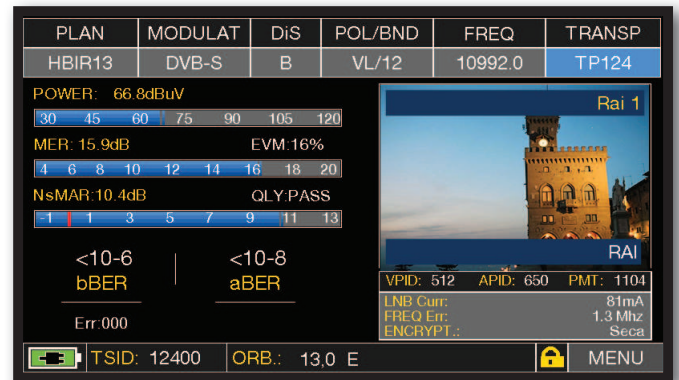 PLAN MODULAT DiS POL/BND FREQ TRANSP
HBIR13 DVB-S B VL/12 10992.0 TP124
POWER: 66.8dBuV
30 45 60 75 90 105 120
MER: 15.9dB EVM:16%
4 6 8 10 12 14 16 18 20
NsMAR:10.4dB QLY:PASS
-1 1 3 5 7 9 11 13
<10-6 <10-8
bBER aBER
Err:000
Rai 1
RAI
VPID: 512 APID: 650 PMT: 1104
LNB Curr: 81mA
FREQ Err: 1.3 Mhz
ENCRYPT.: Seca
TSID: 12400 ORB.: 13,0 E MENU